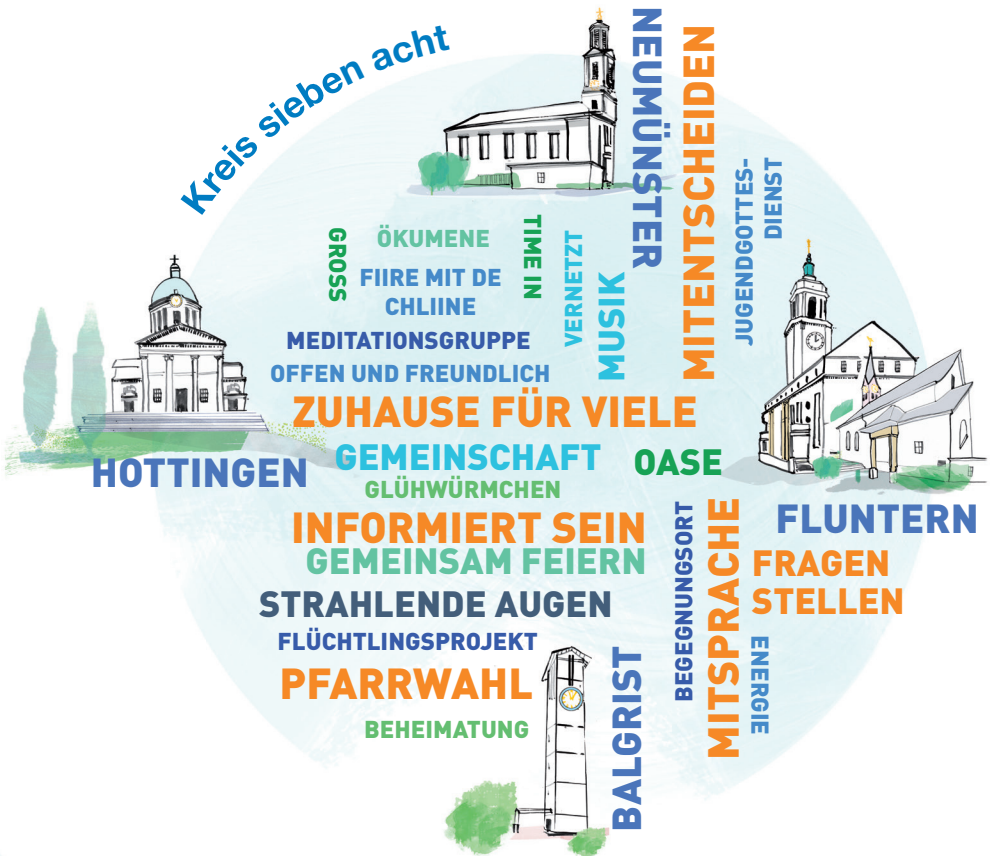 Kreis sieben acht
NEUMÜNSTER
MITENTSCHEIDEN
JUGENDGOTTES-
DIENST
GROSS
ÖKUMENE
TIME IN
VERNETZT
MUSIK
FIIRE MIT DE
CHLIINE
MEDITATIONSGRUPPE
OFFEN UND FREUNDLICH
ZUHAUSE FÜR VIELE
HOTTINGEN
GEMEINSCHAFT
OASE
GLÜHWÜRMCHEN
INFORMIERT SEIN
GEMEINSAM FEIERN
BEGEGNUNGSORT
MITSPRACHE
FLUNTERN
FRAGEN
STELLEN
STRAHLENDE AUGEN
FLÜCHTLINGSPROJEKT
ENERGIE
PFARRWAHL
BEHEIMATUNG
BALGRIST